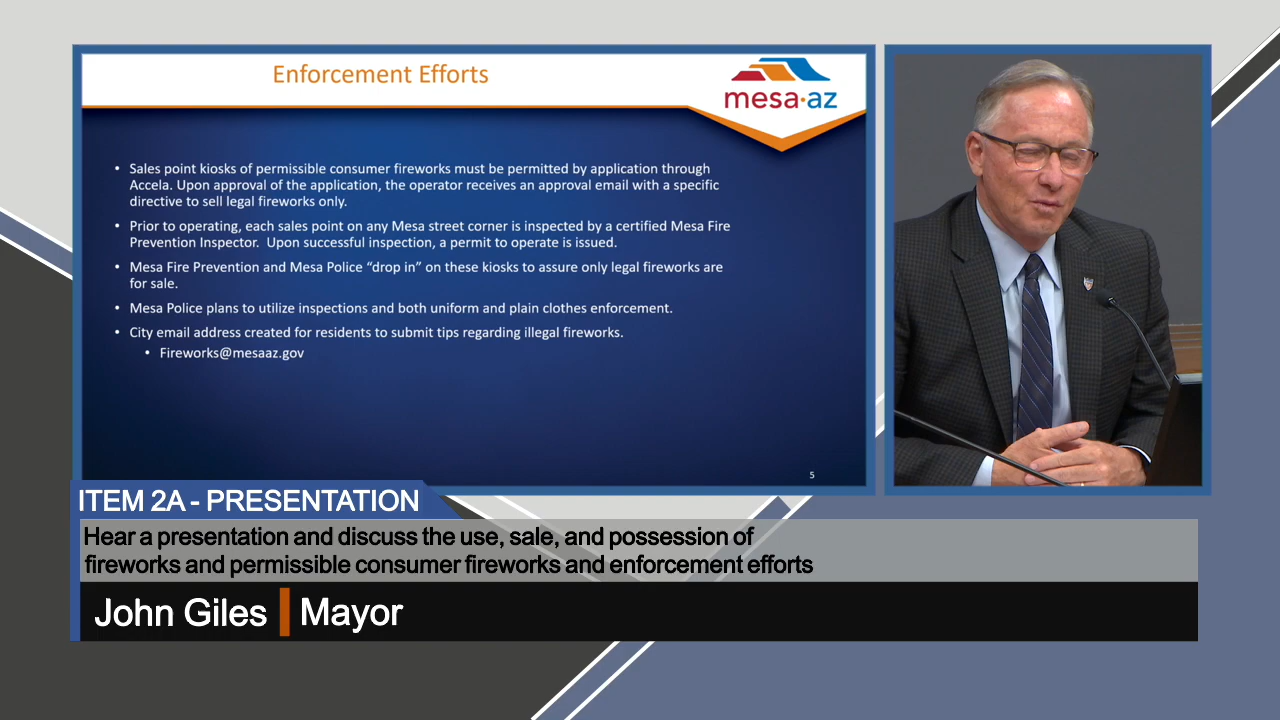 Enforcement Efforts
mesa·az
• Sales point kiosks of permissible consumer fireworks must be permitted by application through
Accela. Upon approval of the application, the operator receives an approval email with a specific
directive to sell legal fireworks only.
• Prior to operating, each sales point on any Mesa street corner is inspected by a certified Mesa Fire
Prevention Inspector.  Upon successful inspection, a permit to operate is issued.
• Mesa Fire Prevention and Mesa Police “drop in” on these kiosks to assure only legal fireworks are
for sale.
• Mesa Police plans to utilize inspections and both uniform and plain clothes enforcement.
• City email address created for residents to submit tips regarding illegal fireworks.
• Fireworks@mesaaz.gov
5
ITEM 2A - PRESENTATION
Hear a presentation and discuss the use, sale, and possession of
fireworks and permissible consumer fireworks and enforcement efforts
John Giles | Mayor